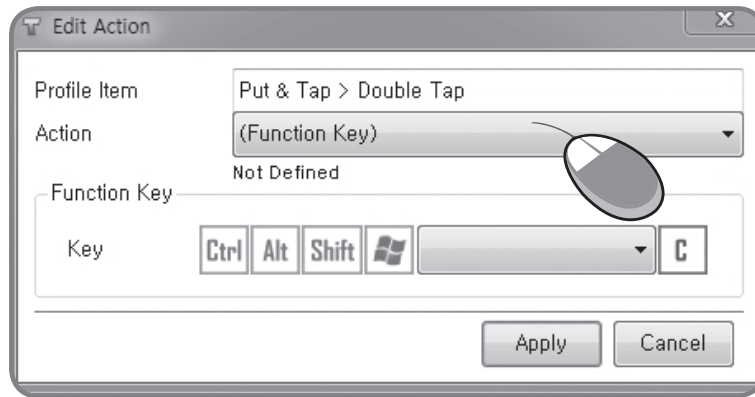 Edit Action
Profile Item Put & Tap > Double Tap
Action (Function Key)
Not Defined
Function Key
Key Ctrl Alt Shift C
Apply Cancel